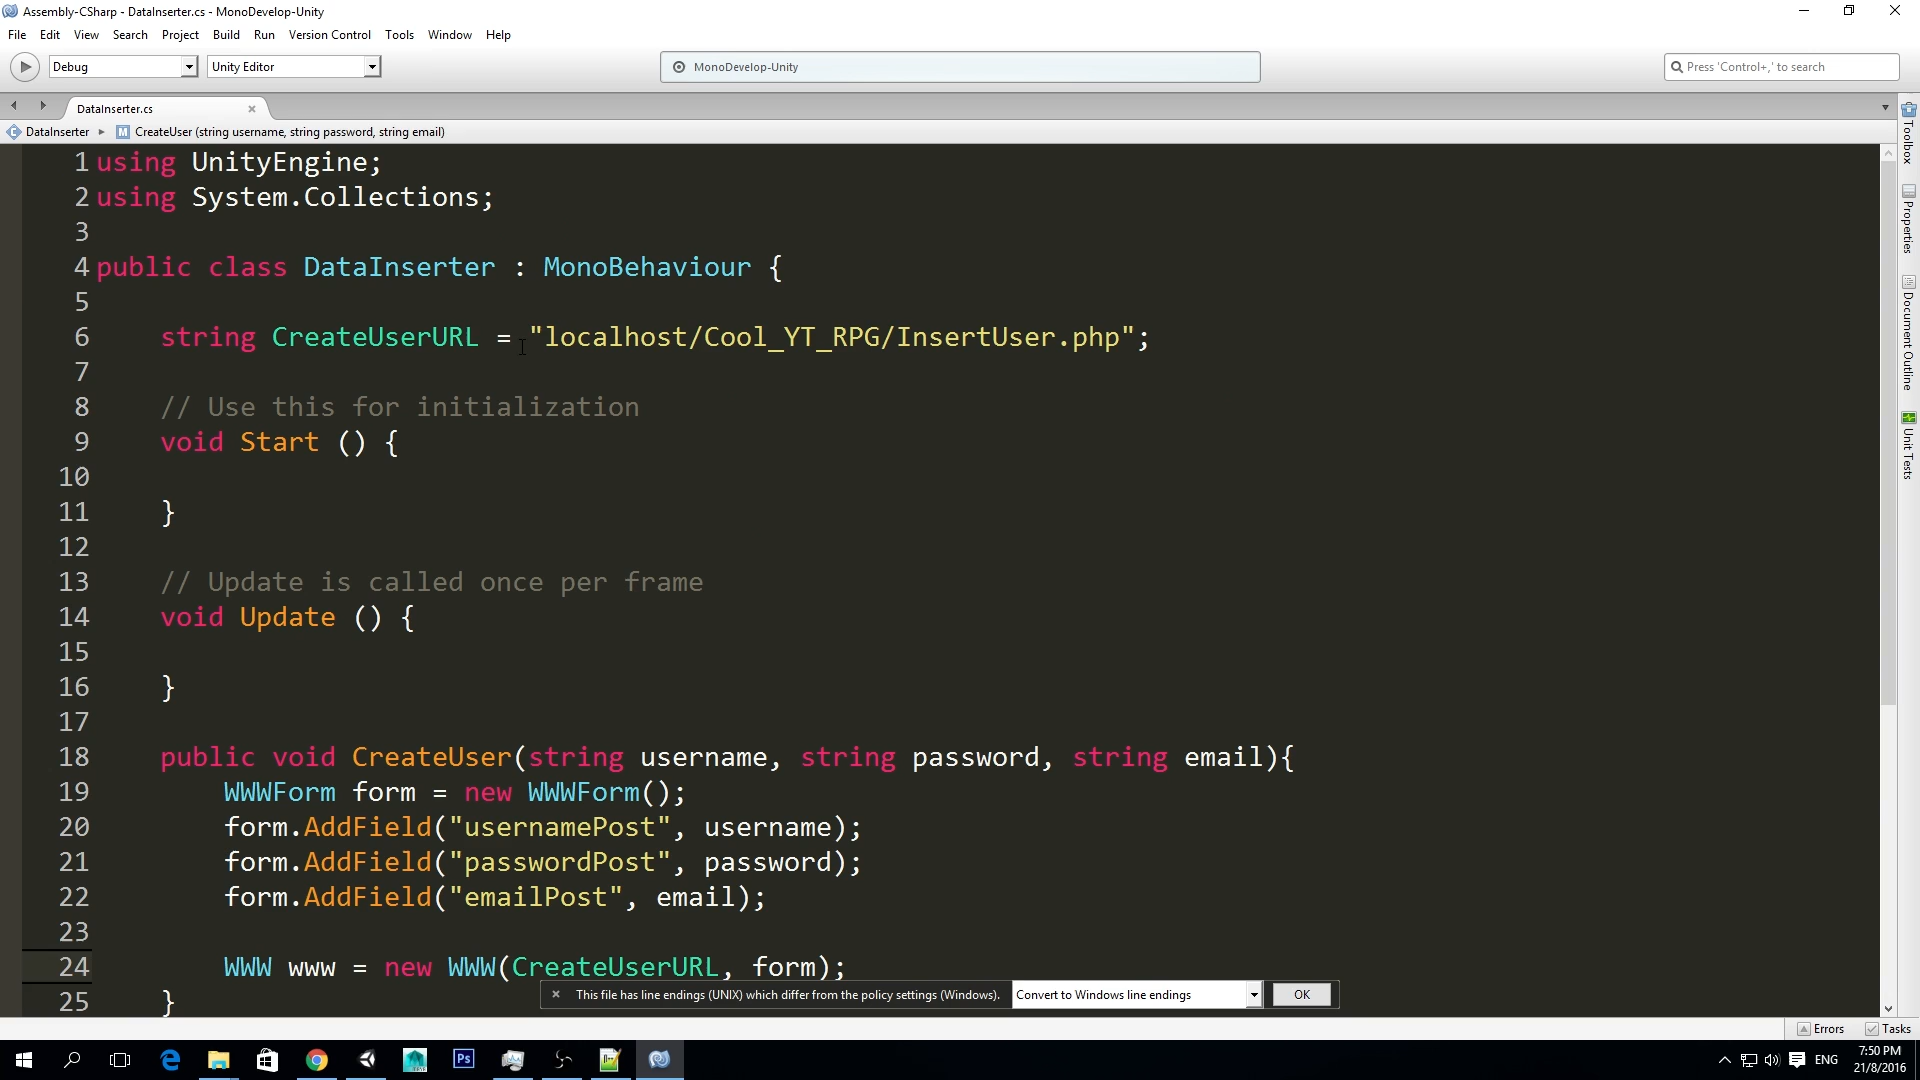 Assembly-CSharp - DataInserter.cs - MonoDevelop-Unity
File Edit View Search Project Build Run Version Control Tools Window Help
Debug Unity Editor MonoDevelop-Unity Press 'Control+,' to search
DataInserter.cs
DataInserter CreateUser (string username, string password, string email)
1 using UnityEngine;
2 using System.Collections;
3
4 public class DataInserter : MonoBehaviour {
5
6 string CreateUserURL = "localhost/Cool_YT_RPG/InsertUser.php";
7
8 // Use this for initialization
9 void Start () {
10
11 }
12
13 // Update is called once per frame
14 void Update () {
15
16 }
17
18 public void CreateUser(string username, string password, string email){
19 WWWForm form = new WWWForm();
20 form.AddField("usernamePost", username);
21 form.AddField("passwordPost", password);
22 form.AddField("emailPost", email);
23
24 WWW www = new WWW(CreateUserURL, form);
25 }
This file has line endings (UNIX) which differ from the policy settings (Windows). Convert to Windows line endings OK
Toolbox
Properties
Document Outline
Unit Tests
Errors Tasks
Ps
ENG
7:50 PM
21/8/2016